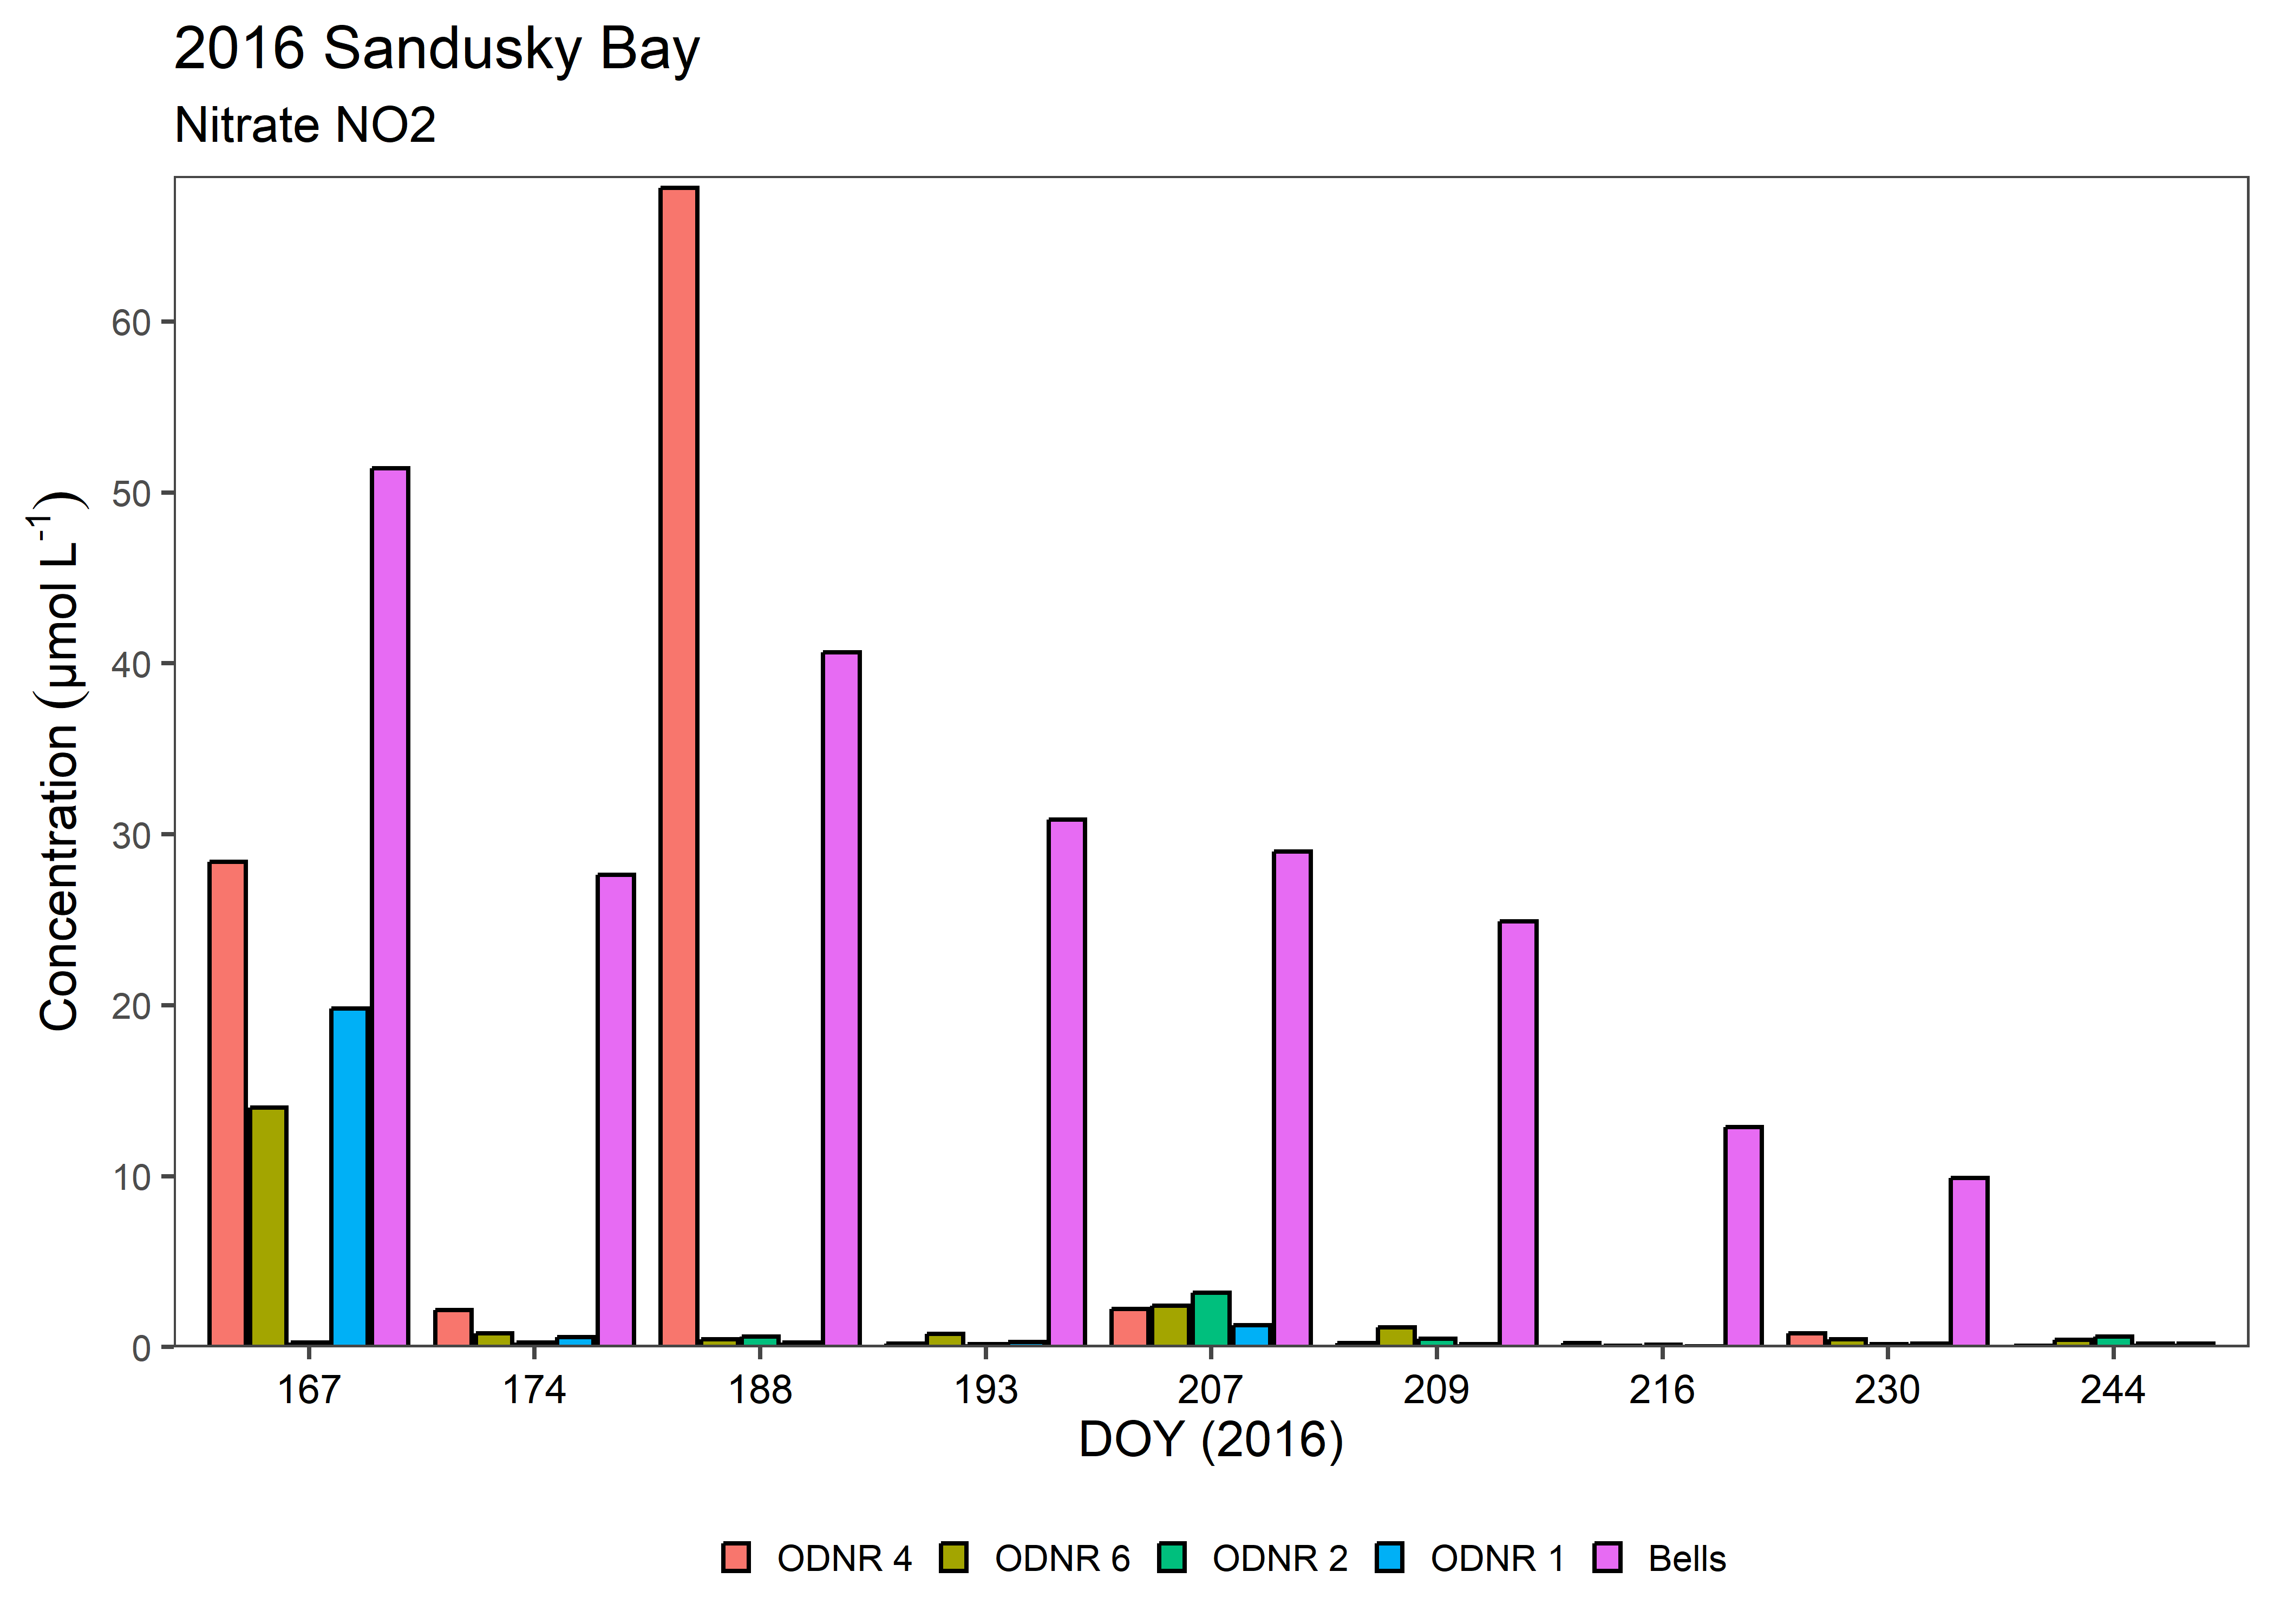 2016 Sandusky Bay
Nitrate NO2
Concentration (µmol L⁻¹)
60
50
40
30
20
10
0
167 174 188 193 207 209 216 230 244
DOY (2016)
ODNR 4 ODNR 6 ODNR 2 ODNR 1 Bells